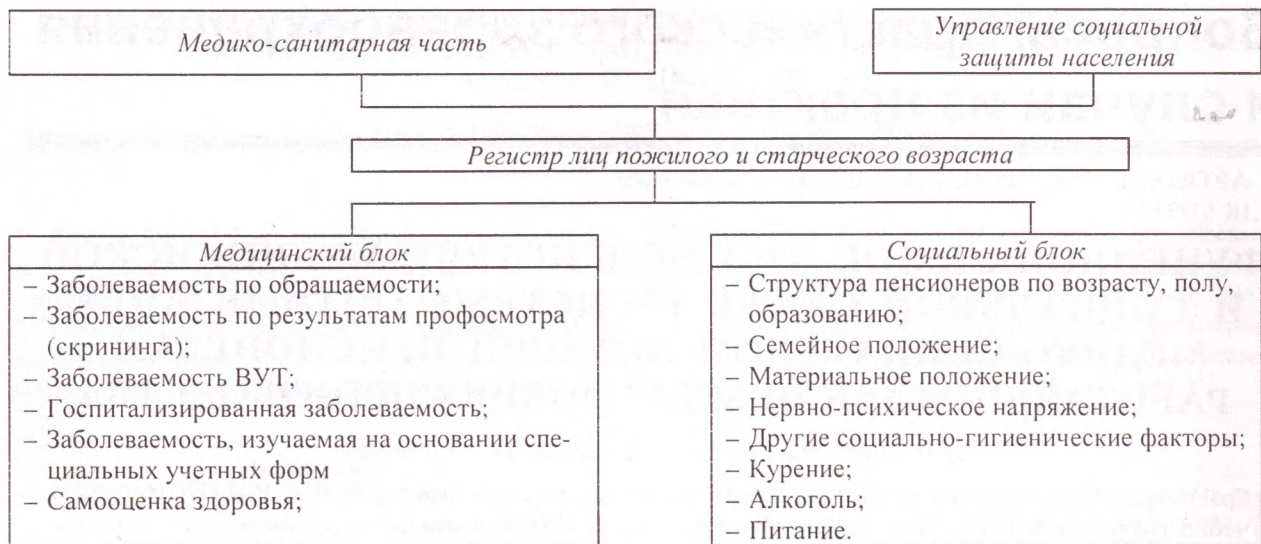 Медико-санитарная часть
Управление социальной
защиты населения
Регистр лиц пожилого и старческого возраста
Медицинский блок
– Заболеваемость по обращаемости;
– Заболеваемость по результатам профосмотра
(скрининга);
– Заболеваемость ВУТ;
– Госпитализированная заболеваемость;
– Заболеваемость, изучаемая на основании спе-
циальных учетных форм
– Самооценка здоровья;
Социальный блок
– Структура пенсионеров по возрасту, полу,
образованию;
– Семейное положение;
– Материальное положение;
– Нервно-психическое напряжение;
– Другие социально-гигиенические факторы;
– Курение;
– Алкоголь;
– Питание.